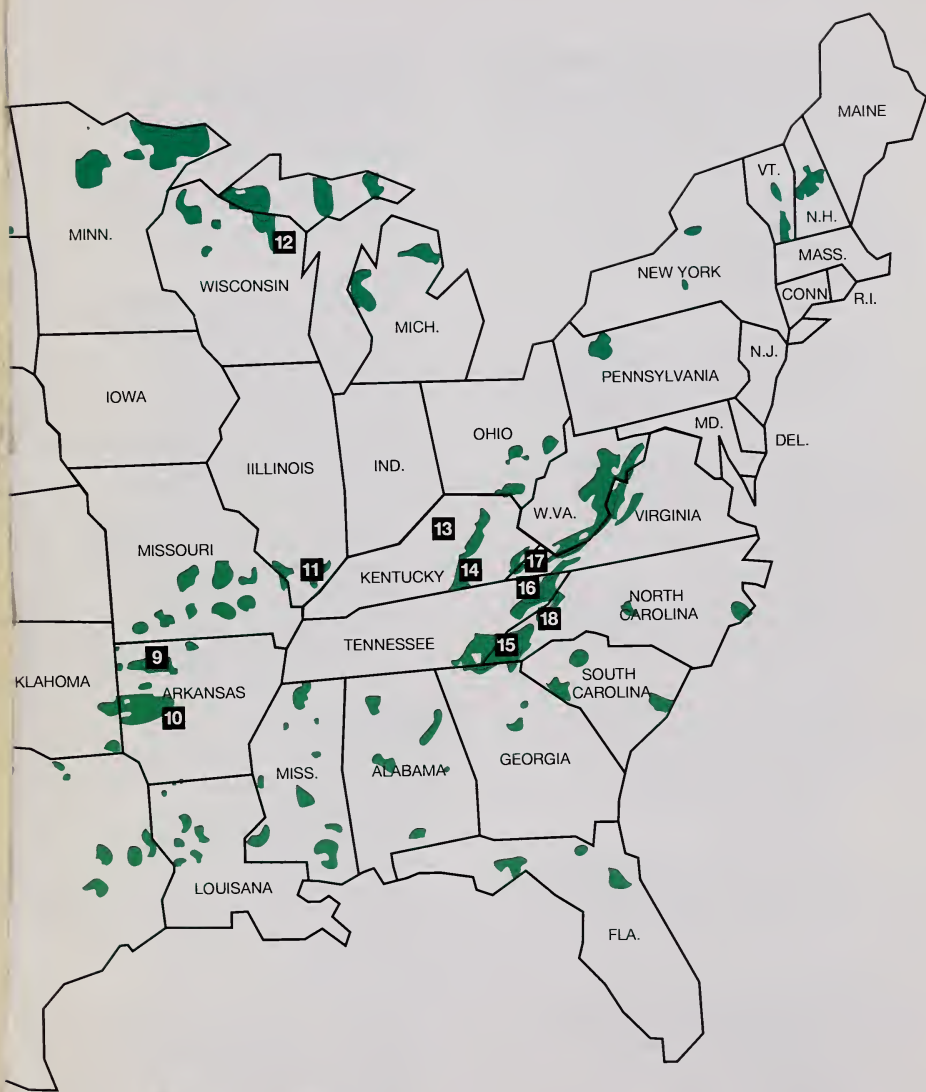 MAINE
VT.
N.H.
MINN.
MASS.
12
NEW YORK
WISCONSIN
CONN
R.I.
MICH.
N.J.
PENNSYLVANIA
IOWA
MD.
OHIO
DEL.
IILLINOIS
IND.
W.VA.
VIRGINIA
13
MISSOURI
11
17
14
KENTUCKY
16
NORTH
CAROLINA
18
TENNESSEE
15
9
KLAHOMA
ARKANSAS
SOUTH
CAROLINA
10
GEORGIA
MISS.
ALABAMA
LOUISANA
FLA.